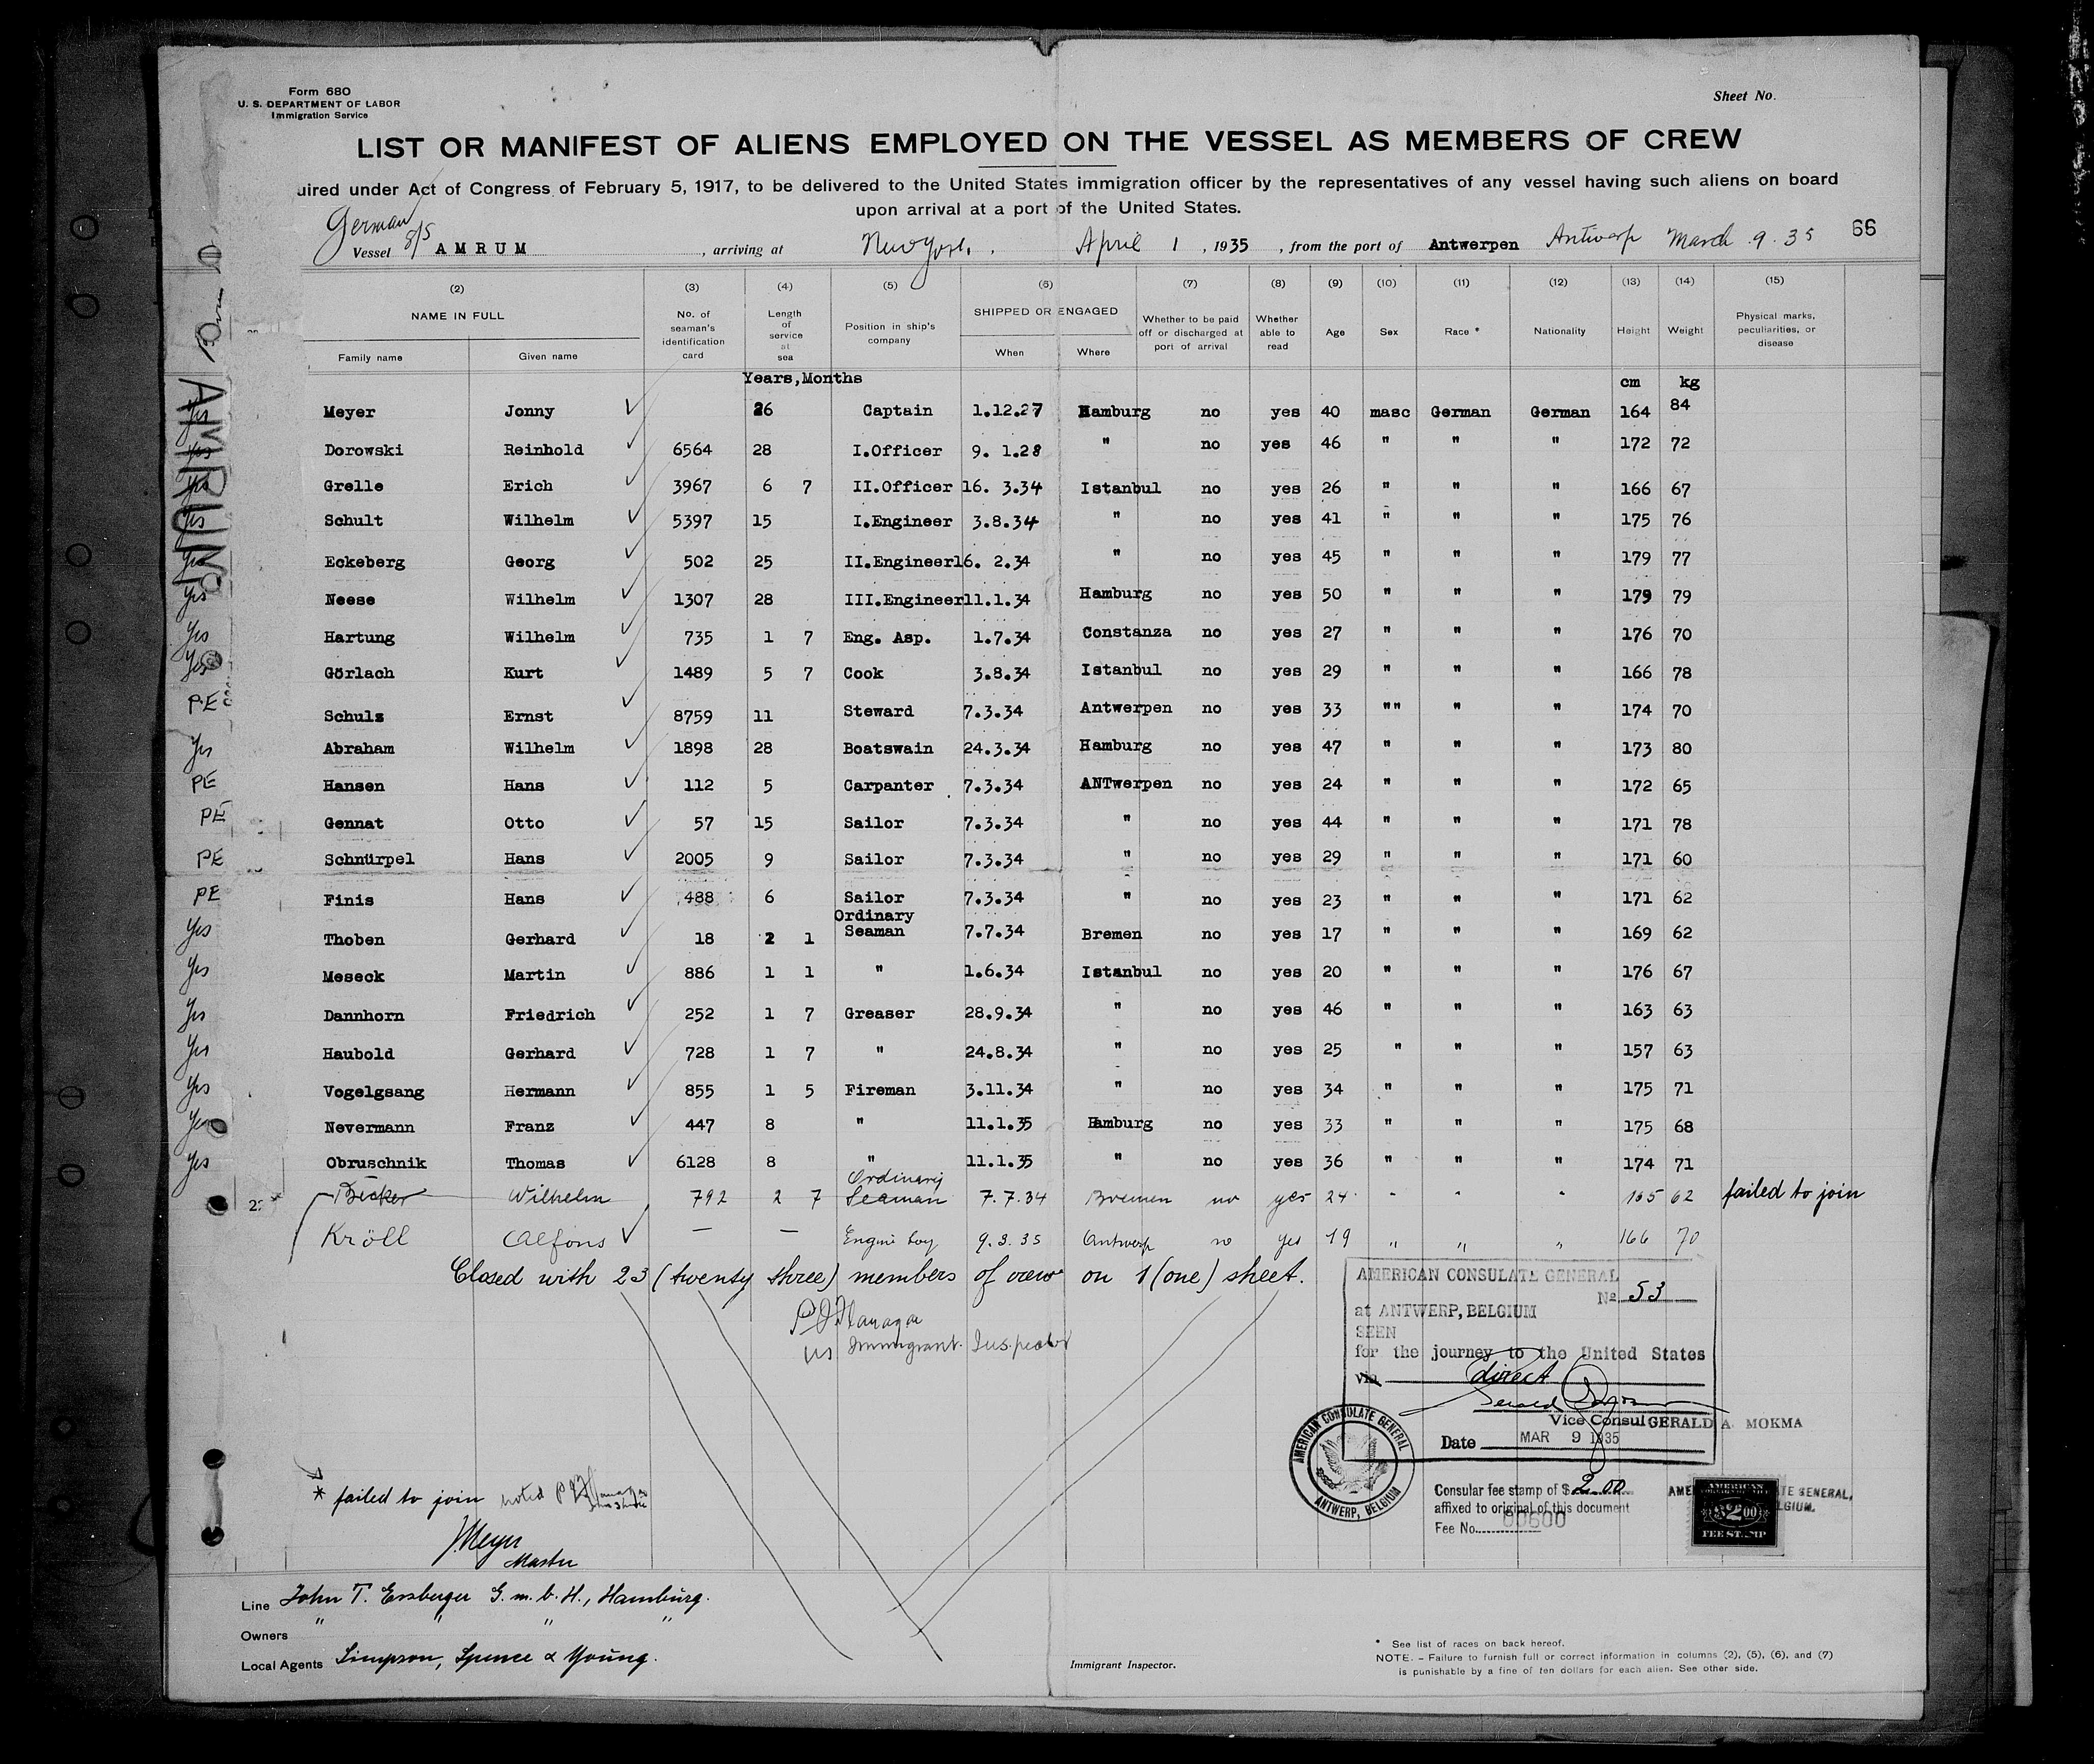 Form 680
U. S. DEPARTMENT OF LABOR
Immigration Service
Sheet No.
LIST OR MANIFEST OF ALIENS EMPLOYED ON THE VESSEL AS MEMBERS OF CREW
uired under Act of Congress of February 5, 1917, to be delivered to the United States immigration officer by the representatives of any vessel having such aliens on board
upon arrival at a port of the United States.
German
Vessel S/S AMRUM, arriving at New York, April 1, 1935, from the port of Antwerpen Antwerp March 9. 35 66
AMRUM
(2) (3) (4) (5) (6) (7) (8) (9) (10) (11) (12) (13) (14) (15)
NAME IN FULL No. of seaman's identification card Length of service at sea Position in ship's company SHIPPED OR ENGAGED Whether to be paid off or discharged at port of arrival Whether able to read Age Sex Race * Nationality Height Weight Physical marks, peculiarities, or disease
Family name Given name When Where
Years, Months cm kg
Yes Meyer Jonny 26 Captain 1.12.27 Hamburg no yes 40 masc German German 164 84
Yes Dorowski Reinhold 6564 28 I.Officer 9. 1.28 " no yes 46 " " " 172 72
Yes Grelle Erich 3967 6 7 II.Officer 16. 3.34 Istanbul no yes 26 " " " 166 67
Yes Schult Wilhelm 5397 15 I.Engineer 3.8.34 " no yes 41 " " " 175 76
Yes Eckeberg Georg 502 25 II.Engineer16. 2.34 " no yes 45 " " " 179 77
Yes Neese Wilhelm 1307 28 III.Engineer11.1.34 Hamburg no yes 50 " " " 179 79
Yes Hartung Wilhelm 735 1 7 Eng. Asp. 1.7.34 Constanza no yes 27 " " " 176 70
Yes Görlach Kurt 1489 5 7 Cook 3.8.34 Istanbul no yes 29 " " " 166 78
PE Schulz Ernst 8759 11 Steward 7.3.34 Antwerpen no yes 33 "" " " 174 70
Yes Abraham Wilhelm 1898 28 Boatswain 24.3.34 Hamburg no yes 47 " " " 173 80
PE Hansen Hans 112 5 Carpanter 7.3.34 ANTwerpen no yes 24 " " " 172 65
PE Gennat Otto 57 15 Sailor 7.3.34 " no yes 44 " " " 171 78
PE Schnürpel Hans 2005 9 Sailor 7.3.34 " no yes 29 " " " 171 60
PE Finis Hans 488 6 Sailor 7.3.34 " no yes 23 " " " 171 62
Yes Thoben Gerhard 18 2 1 Ordinary Seaman 7.7.34 Bremen no yes 17 " " " 169 62
Yes Meseck Martin 886 1 1 " 1.6.34 Istanbul no yes 20 " " " 176 67
Yes Dannhorn Friedrich 252 1 7 Greaser 28.9.34 " no yes 46 " " " 163 63
Yes Haubold Gerhard 728 1 7 " 24.8.34 " no yes 25 " " " 157 63
Yes Vogelgsang Hermann 855 1 5 Fireman 3.11.34 " no yes 34 " " " 175 71
Yes Nevermann Franz 447 8 " 11.1.35 Hamburg no yes 33 " " " 175 68
Yes Obruschnik Thomas 6128 8 " 11.1.35 " no yes 36 " " " 174 71
Becker Wilhelm 792 2 7 Ordinary Seaman 7.7.34 Bremen no yes 24 " " " 165 62 failed to join
Kröll Alfons — — Engine boy 9.3.35 Antwerp no yes 19 " " " 166 70
Closed with 23 (twenty three) members of crew on 1 (one) sheet.
P J Flanagan
US Immigrant Inspector
AMERICAN CONSULATE GENERAL
No. 53
at ANTWERP, BELGIUM
SEEN
for the journey to the United States
via direct
Vice Consul GERALD A. MOKMA
Date MAR 9 1935
AMERICAN CONSULATE GENERAL
ANTWERP, BELGIUM
Consular fee stamp of $ 2.00
affixed to original of this document
Fee No.
AMERICAN
$2.00
FEE STAMP
* failed to join noted
J. Meyer
Master
Line John T. Essberger G.m.b.H., Hamburg.
Owners " " " "
Local Agents Simpson, Spence & Young.
Immigrant Inspector.
* See list of races on back hereof.
NOTE. – Failure to furnish full or correct information in columns (2), (5), (6), and (7)
is punishable by a fine of ten dollars for each alien. See other side.